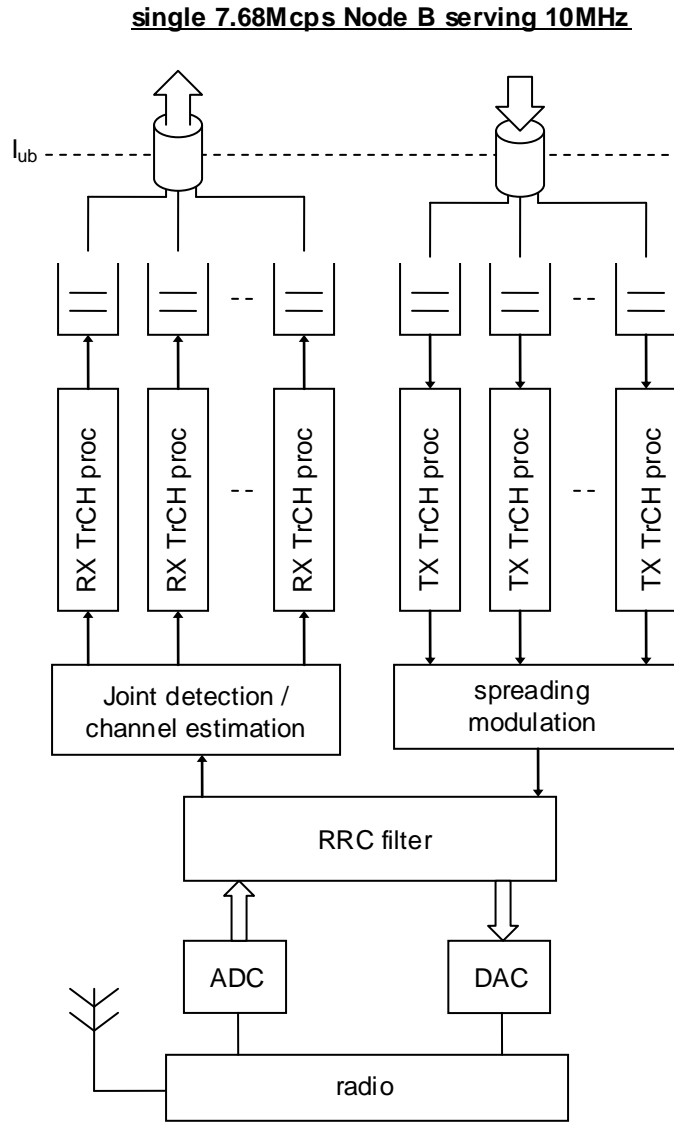 single 7.68Mcps Node B serving 10MHz
Iub
RX TrCH proc
RX TrCH proc
RX TrCH proc
TX TrCH proc
TX TrCH proc
TX TrCH proc
Joint detection /
channel estimation
spreading
modulation
RRC filter
ADC
DAC
radio